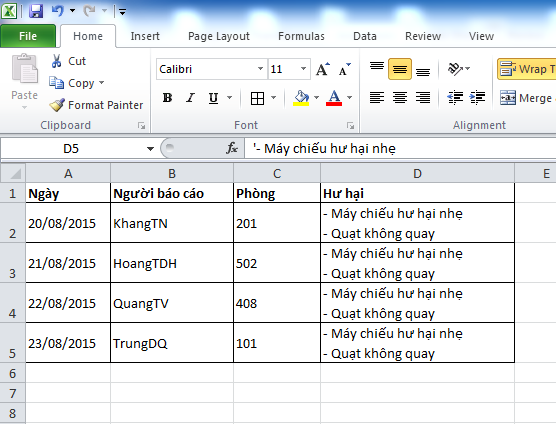 File Home Insert Page Layout Formulas Data Review View
Cut
Copy
Format Painter
Paste
Calibri 11
A A
B I U A
Wrap T
Merge
Clipboard Font Alignment
D5 fx '- Máy chiếu hư hại nhẹ
A B C D E
1 Ngày Người báo cáo Phòng Hư hại
2 20/08/2015 KhangTN 201 - Máy chiếu hư hại nhẹ
- Quạt không quay
3 21/08/2015 HoangTDH 502 - Máy chiếu hư hại nhẹ
- Quạt không quay
4 22/08/2015 QuangTV 408 - Máy chiếu hư hại nhẹ
- Quạt không quay
5 23/08/2015 TrungDQ 101 - Máy chiếu hư hại nhẹ
- Quạt không quay
6
7
8